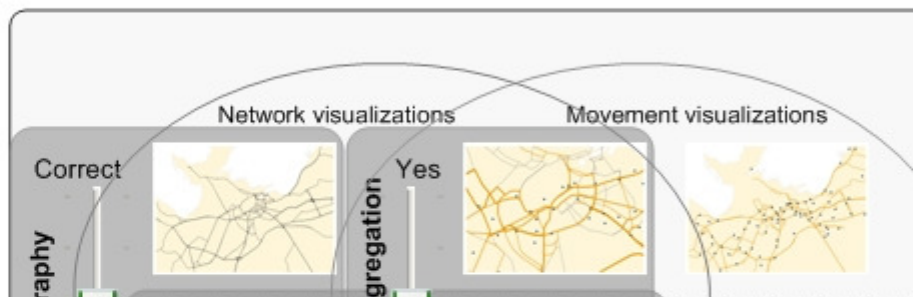 Network visualizations
Movement visualizations
Correct
Yes
raphy
gregation